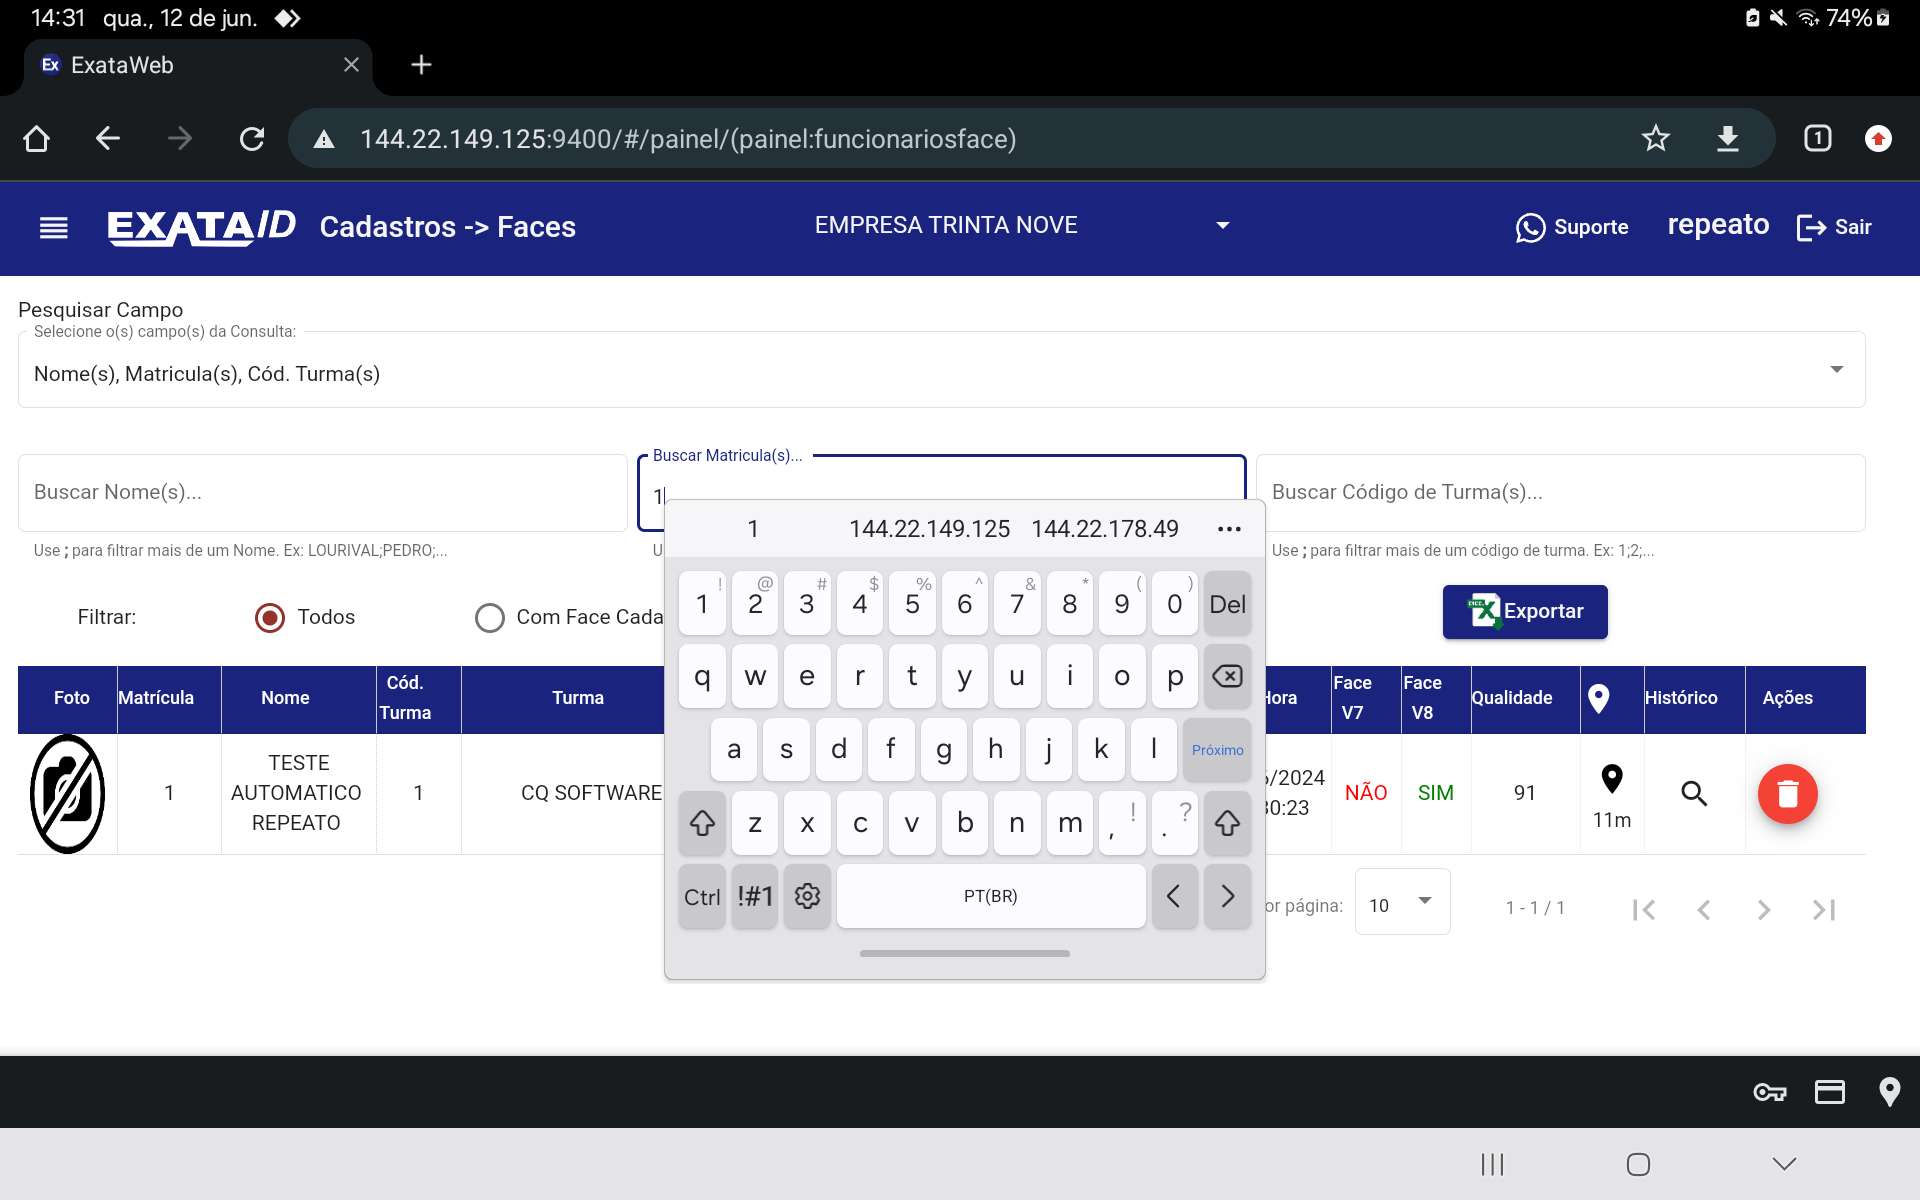 14:31 qua., 12 de jun. 74%
Ex ExataWeb
144.22.149.125:9400/#/painel/(painel:funcionariosface) 1
EXATA ID Cadastros -> Faces EMPRESA TRINTA NOVE Suporte repeato Sair
Pesquisar Campo
Selecione o(s) campo(s) da Consulta:
Nome(s), Matricula(s), Cód. Turma(s)
Buscar Matricula(s)...
Buscar Nome(s)... 1 Buscar Código de Turma(s)...
Use ; para filtrar mais de um Nome. Ex: LOURIVAL;PEDRO;... U Use ; para filtrar mais de um código de turma. Ex: 1;2;...
1 144.22.149.125 144.22.178.49 ...
! @ # $ % ^ & * ( )
1 2 3 4 5 6 7 8 9 0 Del
q w e r t y u i o p
a s d f g h j k l Próximo
z x c v b n m , ! . ?
Ctrl !#1 PT(BR) < >
Filtrar: Todos Com Face Cada Exportar
Foto Matrícula Nome Cód. Turma Turma Hora Face V7 Face V8 Qualidade Histórico Ações
1 TESTE AUTOMATICO REPEATO 1 CQ SOFTWARE /2024 0:23 NÃO SIM 91 11m
or página: 10 1 - 1 / 1